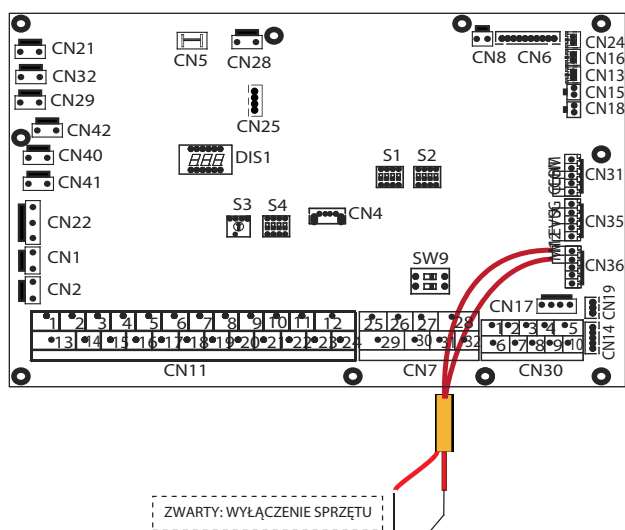 CN21
CN5
CN28
CN8 CN6
CN24
CN16
CN13
CN15
CN18
CN32
CN29
CN25
CN42
CN40
CN41
DIS1
S1 S2
CN31
CN22
S3 S4
CN4
CN35
CN1
CN2
SW9
CN36
CN17
CN19
CN14
1 2 3 4 5 6 7 8 9 10 11 12
13 14 15 16 17 18 19 20 21 22 23 24
25 26 27 28
29 30 31 32
1 2 3 4 5
6 7 8 9 10
CN11
CN7
CN30
ZWARTY: WYŁĄCZENIE SPRZĘTU